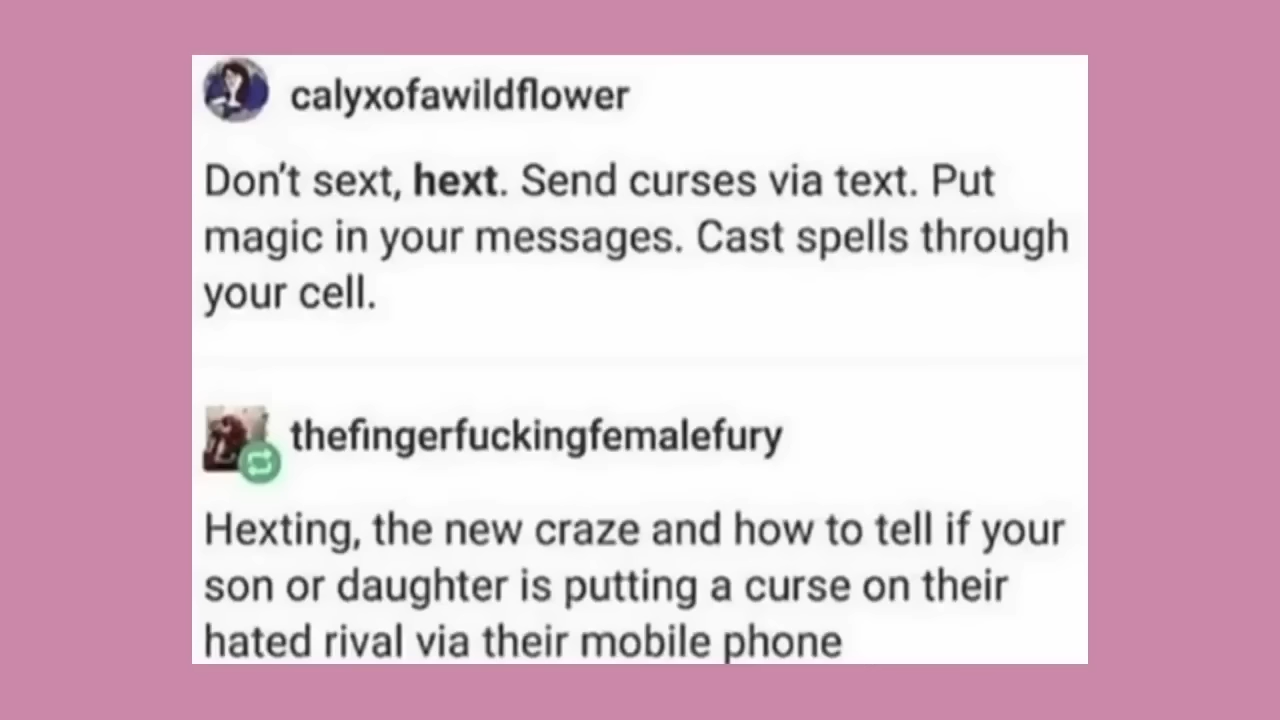 calyxofawildflower
Don't sext, hext. Send curses via text. Put
magic in your messages. Cast spells through
your cell.
thefingerfuckingfemalefury
Hexting, the new craze and how to tell if your
son or daughter is putting a curse on their
hated rival via their mobile phone